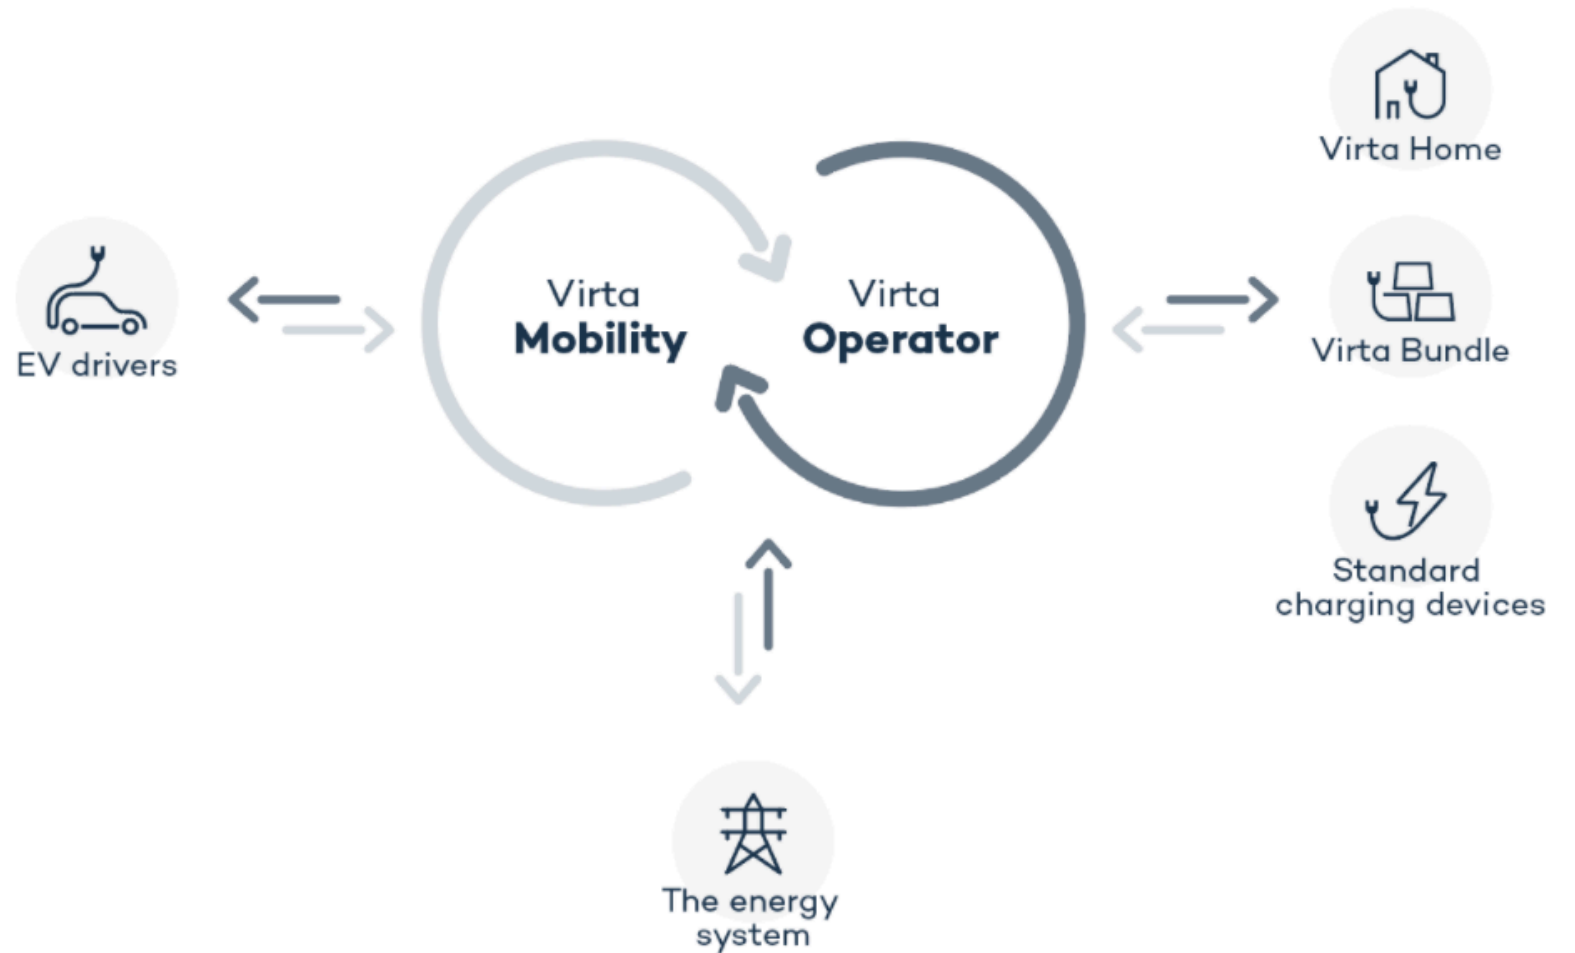 Virta Home
Virta
Mobility
Virta
Operator
EV drivers
Virta Bundle
Standard
charging devices
The energy
system